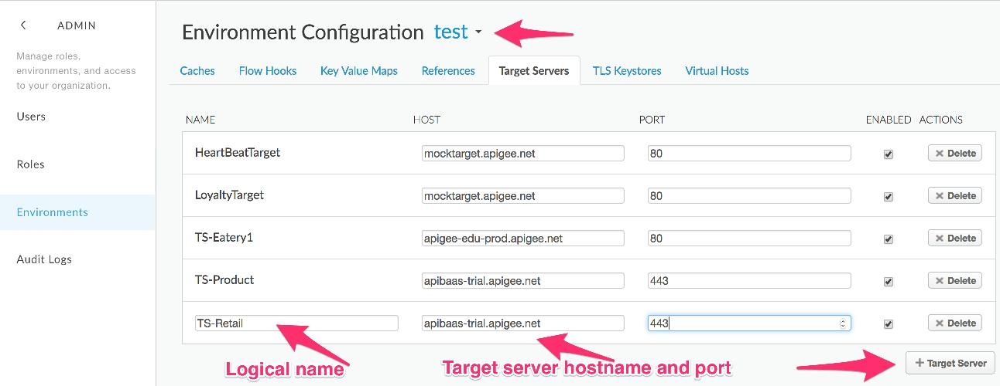 ADMIN
Manage roles,
environments, and access
to your organization.
Users
Roles
Environments
Audit Logs
Environment Configuration test
Caches Flow Hooks Key Value Maps References Target Servers TLS Keystores Virtual Hosts
NAME HOST PORT ENABLED ACTIONS
HeartBeatTarget mocktarget.apigee.net 80 Delete
LoyaltyTarget mocktarget.apigee.net 80 Delete
TS-Eatery1 apigee-edu-prod.apigee.net 80 Delete
TS-Product apibaas-trial.apigee.net 443 Delete
TS-Retail apibaas-trial.apigee.net 443 Delete
Logical name Target server hostname and port + Target Server